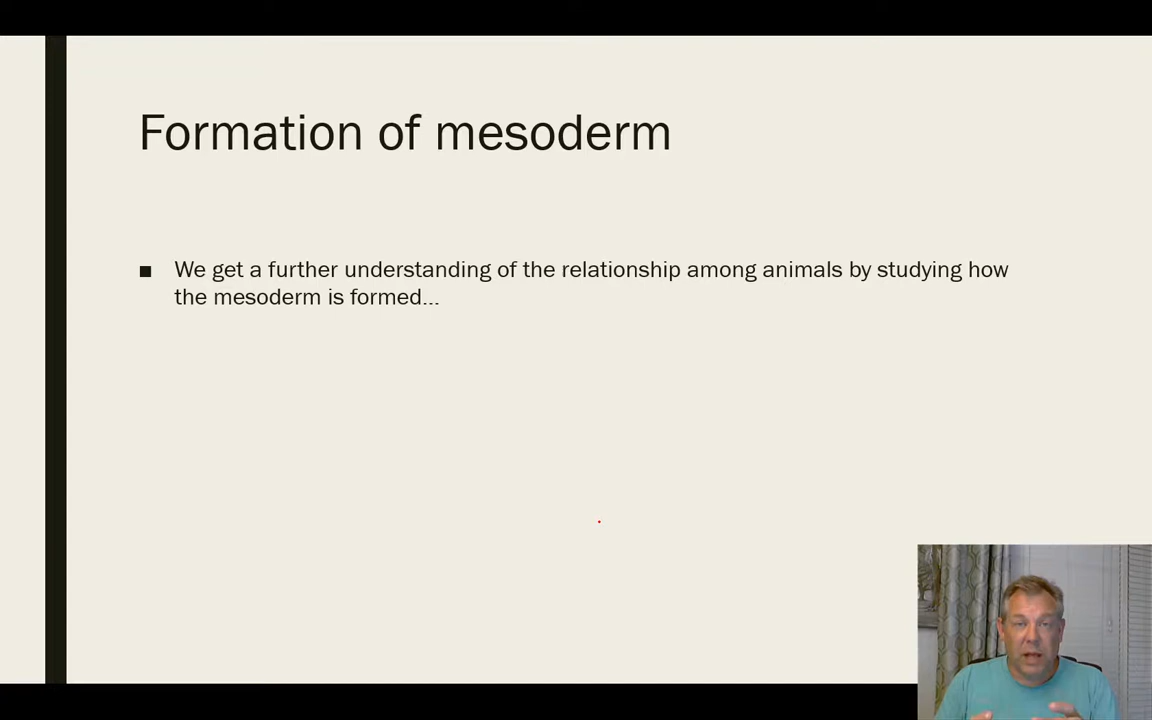 Formation of mesoderm
We get a further understanding of the relationship among animals by studying how
the mesoderm is formed...